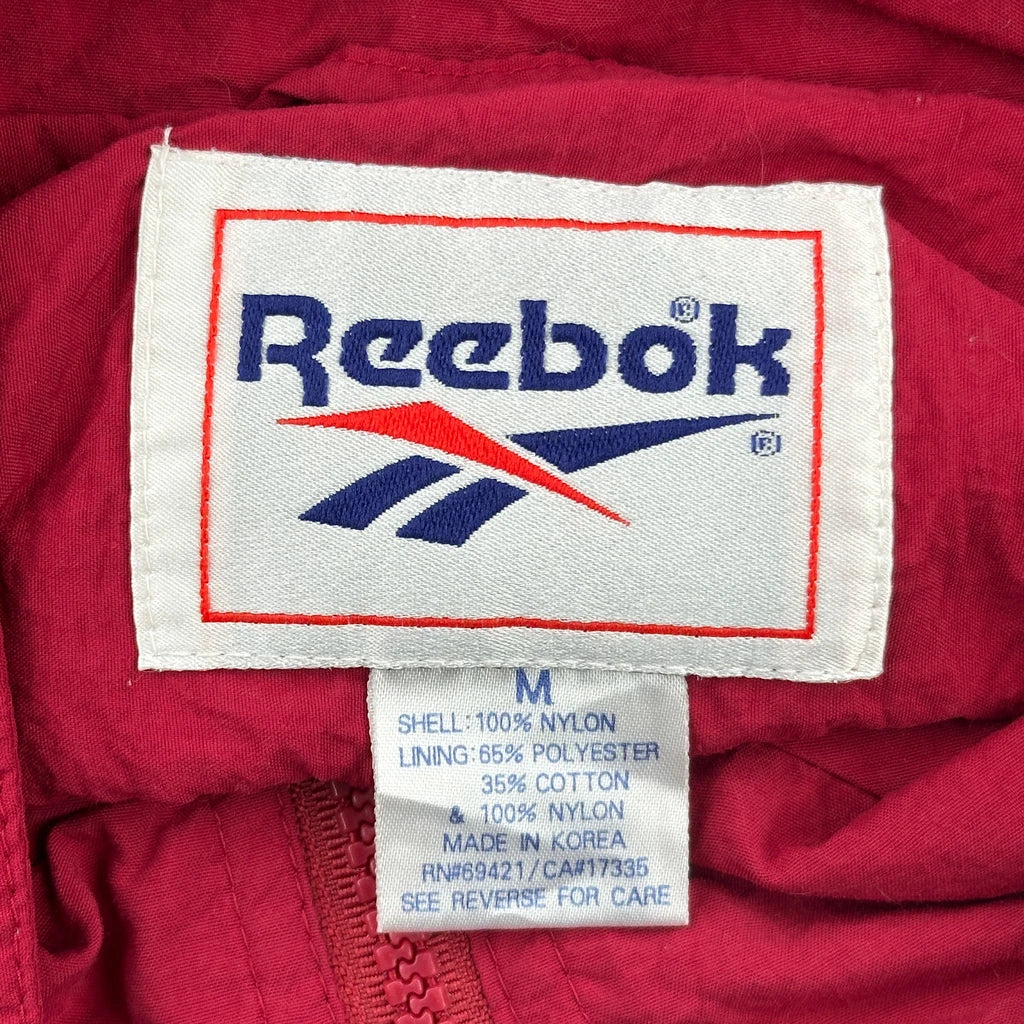 Reebok®
®
M
SHELL: 100% NYLON
LINING: 65% POLYESTER
35% COTTON
& 100% NYLON
MADE IN KOREA
RN#69421/CA#17335
SEE REVERSE FOR CARE